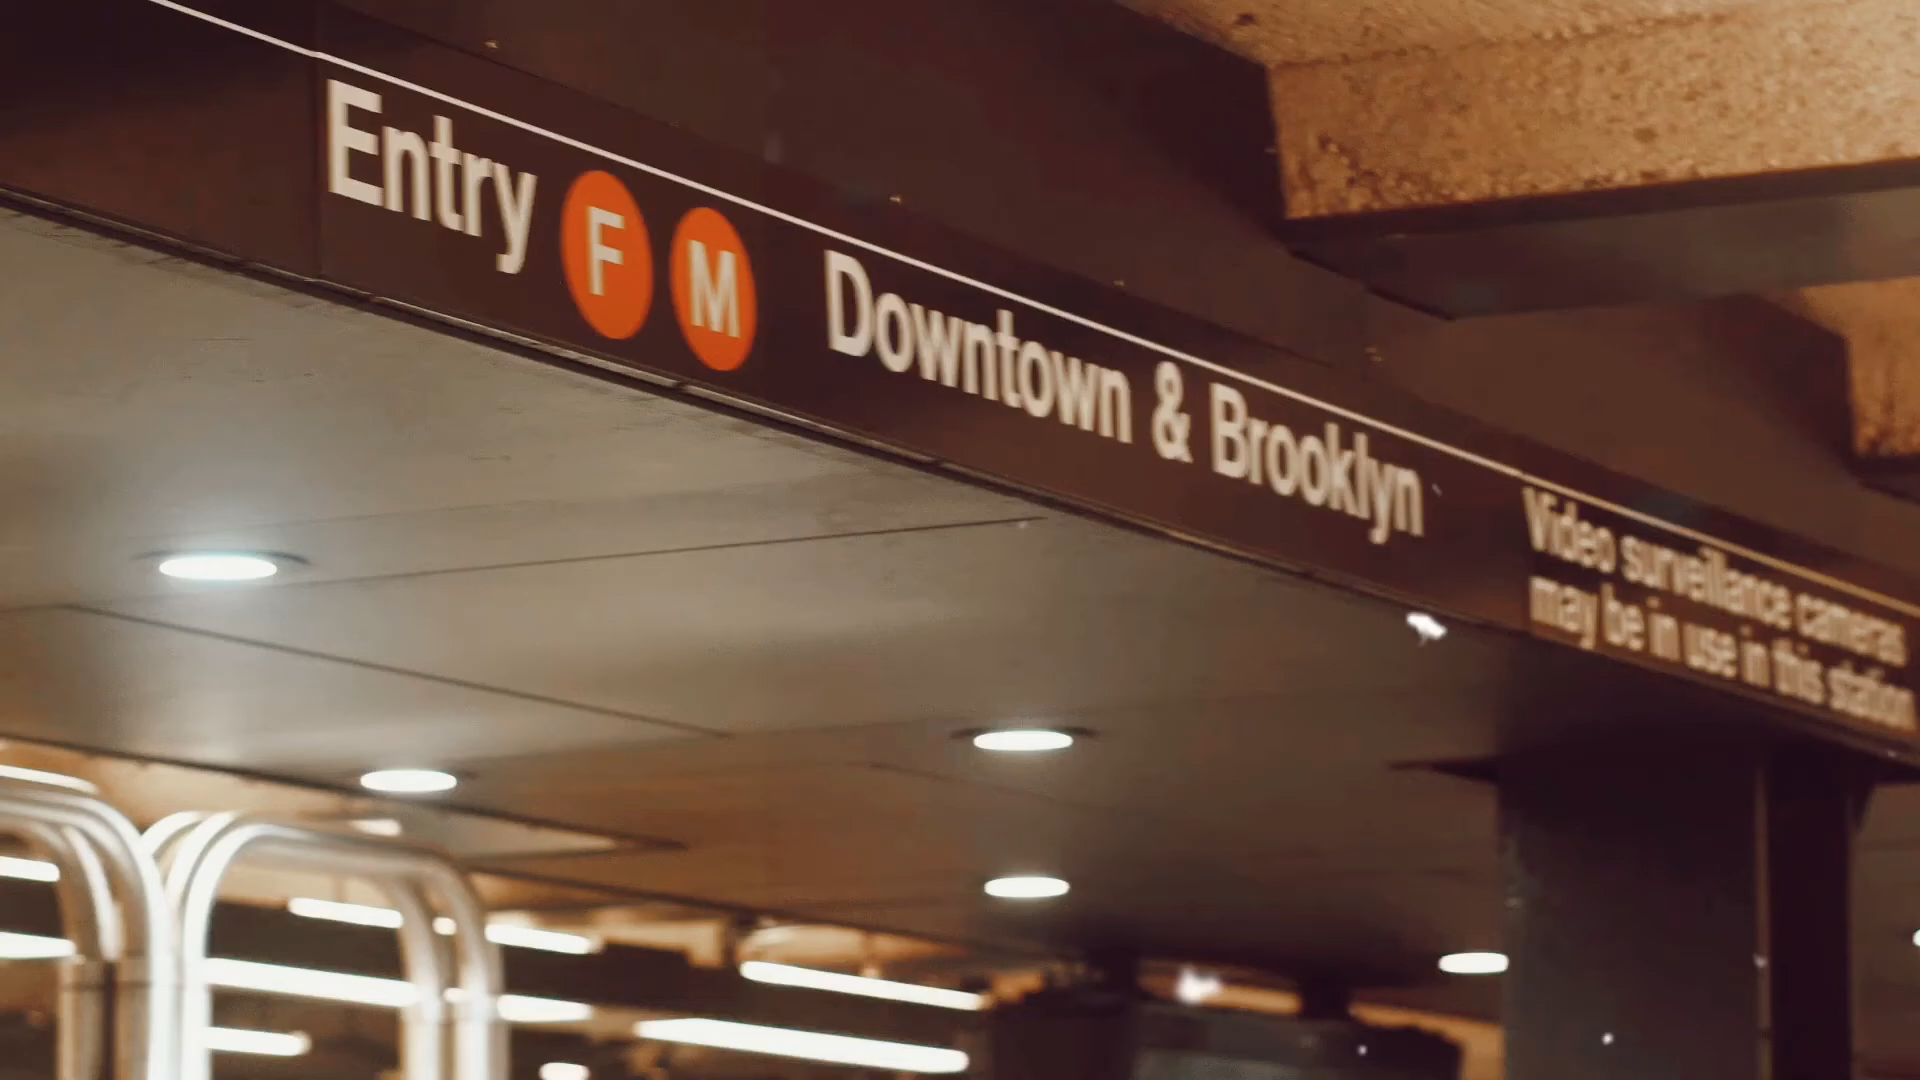 Entry F M Downtown & Brooklyn
Video surveillance cameras
may be in use in this station